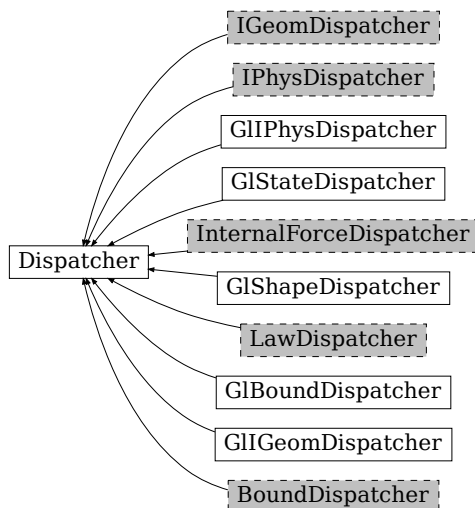 IGeomDispatcher
IPhysDispatcher
GlIPhysDispatcher
GlStateDispatcher
InternalForceDispatcher
Dispatcher
GlShapeDispatcher
LawDispatcher
GlBoundDispatcher
GlIGeomDispatcher
BoundDispatcher